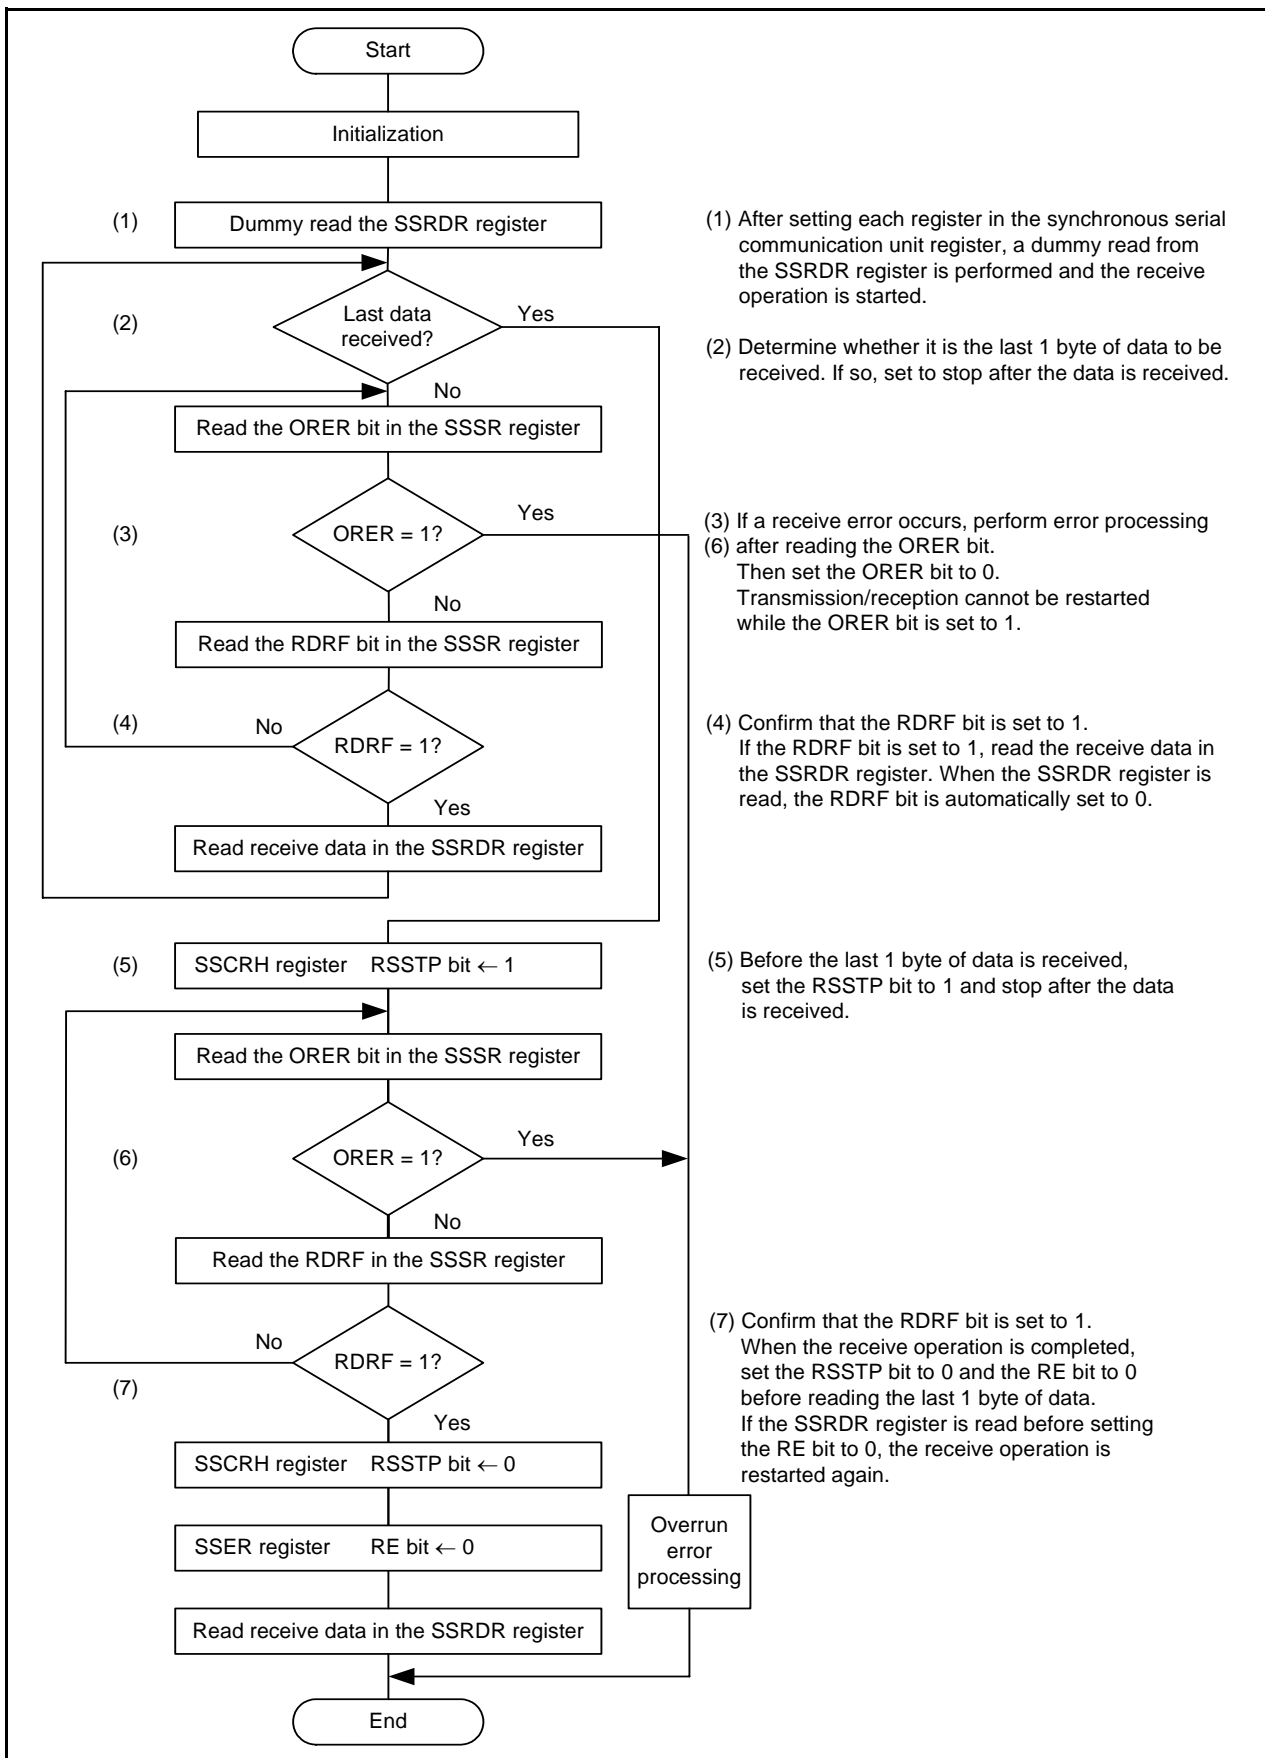 Start
Initialization
(1)
Dummy read the SSRDR register
(1) After setting each register in the synchronous serial
communication unit register, a dummy read from
the SSRDR register is performed and the receive
operation is started.
(2)
Last data
received?
Yes
(2) Determine whether it is the last 1 byte of data to be
received. If so, set to stop after the data is received.
No
Read the ORER bit in the SSSR register
(3)
ORER = 1?
Yes
(3) If a receive error occurs, perform error processing
(6) after reading the ORER bit.
Then set the ORER bit to 0.
Transmission/reception cannot be restarted
while the ORER bit is set to 1.
No
Read the RDRF bit in the SSSR register
(4)
No
RDRF = 1?
(4) Confirm that the RDRF bit is set to 1.
If the RDRF bit is set to 1, read the receive data in
the SSRDR register. When the SSRDR register is
read, the RDRF bit is automatically set to 0.
Yes
Read receive data in the SSRDR register
(5)
SSCRH register RSSTP bit ← 1
(5) Before the last 1 byte of data is received,
set the RSSTP bit to 1 and stop after the data
is received.
Read the ORER bit in the SSSR register
(6)
ORER = 1?
Yes
No
Read the RDRF in the SSSR register
No
RDRF = 1?
(7)
(7) Confirm that the RDRF bit is set to 1.
When the receive operation is completed,
set the RSSTP bit to 0 and the RE bit to 0
before reading the last 1 byte of data.
If the SSRDR register is read before setting
the RE bit to 0, the receive operation is
restarted again.
Yes
SSCRH register RSSTP bit ← 0
SSER register RE bit ← 0
Overrun
error
processing
Read receive data in the SSRDR register
End